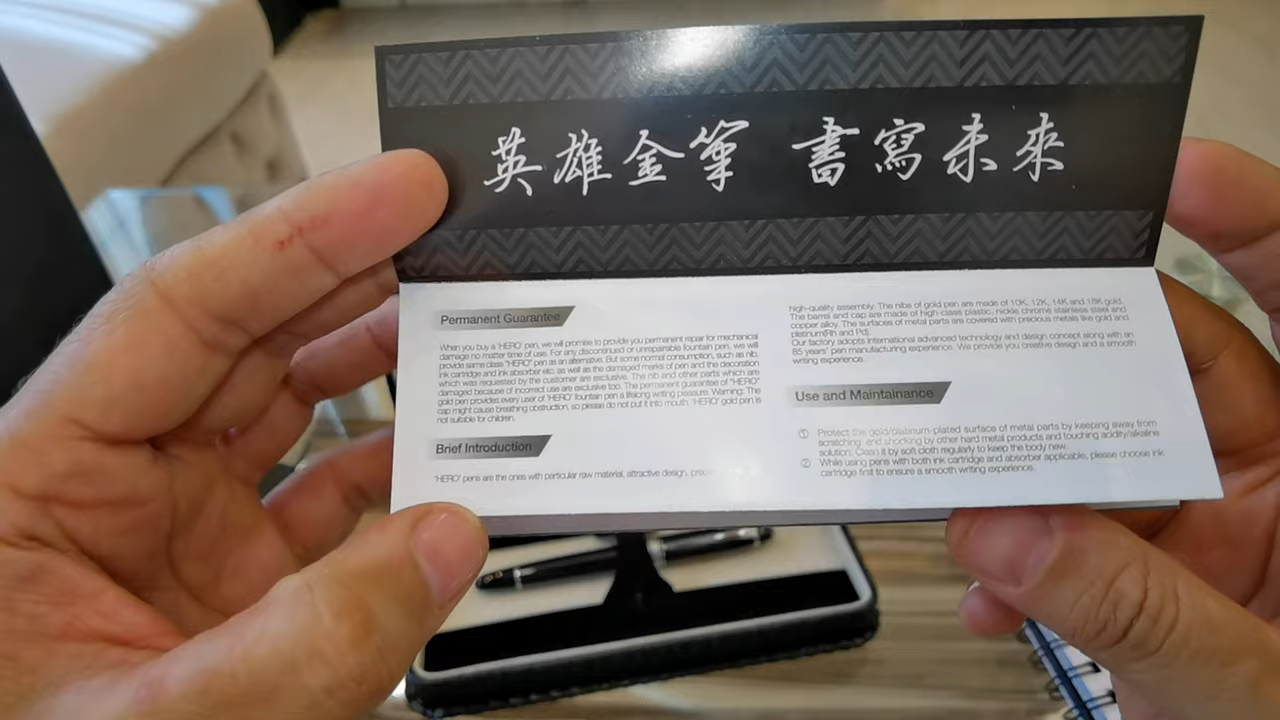 英雄金筆 書寫未來
Permanent Guarantee
When you buy a "HERO" pen, we will promise to provide you permanent repair for mechanical
damage no matter time of use. For any discontinued or unrepairable fountain pen, we will
provide same class "HERO" pen as an alternative. But some normal consumption, such as nib,
ink cartridge and ink absorber etc. as well as the damaged marks of pen and the decoration
which was requested by the customer are exclusive. The nib and other parts which are
damaged because of incorrect use are exclusive too. The permanent guarantee of "HERO"
gold pen provides every user of "HERO" fountain pen a lifelong writing pleasure. Warning: The
cap might cause breathing obstruction, so please do not put it into mouth. "HERO" gold pen is
not suitable for children.
Brief Introduction
"HERO" pens are the ones with particular raw material, attractive design,
high-quality assembly. The nibs of gold pen are made of 10K, 12K, 14K and 18K gold.
The barrel and cap are made of high-class plastic, nickle chrome stainless steel and
copper alloy. The surfaces of metal parts are covered with precious metals like gold and
platinum(Rh and Pd).
Our factory adopts international advanced technology and design concept along with an
85 years' pen manufacturing experience. We provide you creative design and a smooth
writing experience.
Use and Maintainance
① Protect the gold/platinum-plated surface of metal parts by keeping away from
scratching end shorking by other hard metal products and touching acidity/alkaline
solution. Clean it by soft cloth regularly to keep the body new.
② While using pens with both ink cartridge and absorber applicable, please choose ink
cartridge first to ensure a smooth writing experience.